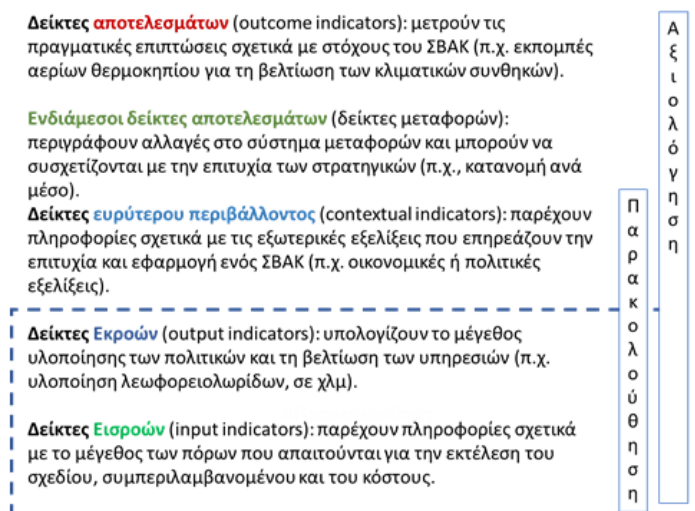 Δείκτες αποτελεσμάτων (outcome indicators): μετρούν τις
πραγματικές επιπτώσεις σχετικά με στόχους του ΣΒΑΚ (π.χ. εκπομπές
αερίων θερμοκηπίου για τη βελτίωση των κλιματικών συνθηκών).
Ενδιάμεσοι δείκτες αποτελεσμάτων (δείκτες μεταφορών):
περιγράφουν αλλαγές στο σύστημα μεταφορών και μπορούν να
συσχετίζονται με την επιτυχία των στρατηγικών (π.χ., κατανομή ανά
μέσο).
Δείκτες ευρύτερου περιβάλλοντος (contextual indicators): παρέχουν
πληροφορίες σχετικά με τις εξωτερικές εξελίξεις που επηρεάζουν την
επιτυχία και εφαρμογή ενός ΣΒΑΚ (π.χ. οικονομικές ή πολιτικές
εξελίξεις).
Δείκτες Εκροών (output indicators): υπολογίζουν το μέγεθος
υλοποίησης των πολιτικών και τη βελτίωση των υπηρεσιών (π.χ.
υλοποίηση λεωφορειολωρίδων, σε χλμ).
Δείκτες Εισροών (input indicators): παρέχουν πληροφορίες σχετικά
με το μέγεθος των πόρων που απαιτούνται για την εκτέλεση του
σχεδίου, συμπεριλαμβανομένου και του κόστους.
Παρακολούθηση
Αξιολόγηση